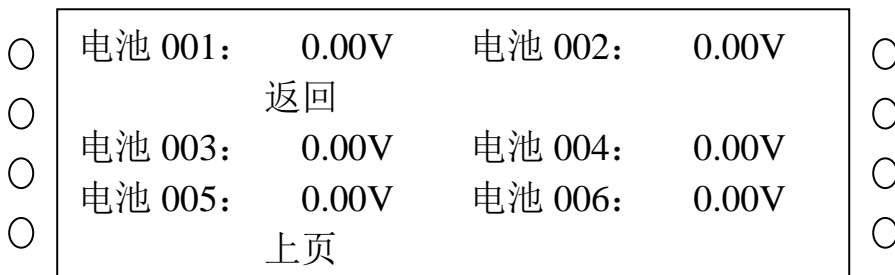 电池 001： 0.00V 电池 002： 0.00V
返回
电池 003： 0.00V 电池 004： 0.00V
电池 005： 0.00V 电池 006： 0.00V
上页